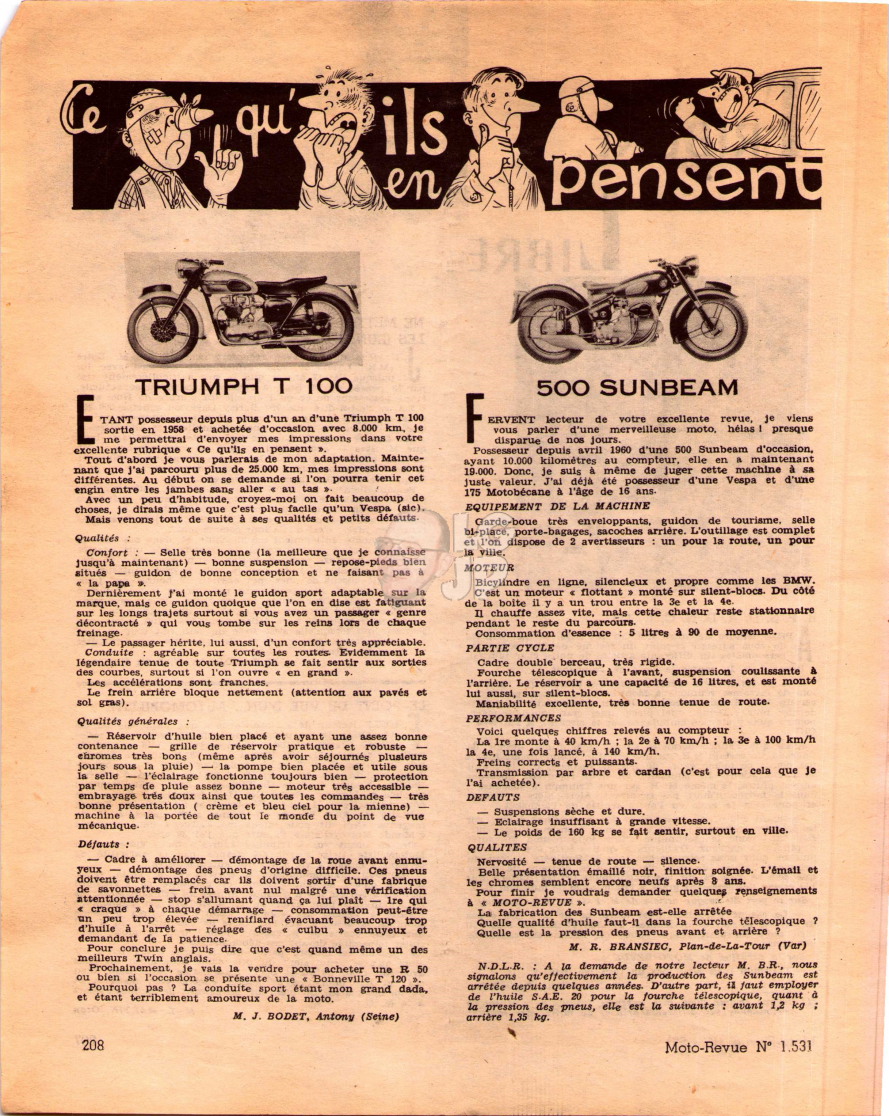 Ce qu'ils en pensent
TRIUMPH T 100
ETANT possesseur depuis plus d'un an d'une Triumph T 100
sortie en 1958 et achetée d'occasion avec 8.000 km, je
me permettrai d'envoyer mes impressions dans votre
excellente rubrique « Ce qu'ils en pensent ».
Tout d'abord je vous parlerais de mon adaptation. Mainte-
nant que j'ai parcouru plus de 25.000 km, mes impressions sont
différentes. Au début on se demande si l'on pourra tenir cet
engin entre les jambes sans aller « au tas ».
Avec un peu d'habitude, croyez-moi on fait beaucoup de
choses, je dirais même que c'est plus facile qu'un Vespa (sic).
Mais venons tout de suite à ses qualités et petits défauts.
Qualités :
Confort : — Selle très bonne (la meilleure que je connaisse
jusqu'à maintenant) — bonne suspension — repose-pieds bien
situés — guidon de bonne conception et ne faisant pas à
« la papa ».
Dernièrement j'ai monté le guidon sport adaptable sur la
marque, mais ce guidon quoique l'on en dise est fatiguant
sur les longs trajets surtout si vous avez un passager « genre
décontracté » qui vous tombe sur les reins lors de chaque
freinage.
— Le passager hérite, lui aussi, d'un confort très appréciable.
Conduite : agréable sur toutes les routes. Evidemment la
légendaire tenue de toute Triumph se fait sentir aux sorties
des courbes, surtout si l'on ouvre « en grand ».
Les accélérations sont franches.
Le frein arrière bloque nettement (attention aux pavés et
sol gras).
Qualités générales :
— Réservoir d'huile bien placé et ayant une assez bonne
contenance — grille de réservoir pratique et robuste —
chromes très bons (même aprés avoir séjournés plusieurs
jours sous la pluie) — la pompe bien placée et utile sous
la selle — l'éclairage fonctionne toujours bien — protection
par temps de pluie assez bonne — moteur très accessible —
embrayage très doux ainsi que toutes les commandes — très
bonne présentation ( crème et bleu ciel pour la mienne) —
machine à la portée de tout le monde du point de vue
mécanique.
Défauts :
— Cadre à améliorer — démontage de la roue avant ennu-
yeux — démontage des pneus d'origine difficile. Ces pneus
doivent être remplacés car ils doivent sortir d'une fabrique
de savonnettes — frein avant nul malgré une vérification
attentionnée — stop s'allumant quand ça lui plaît — 1re qui
« craque » à chaque démarrage — consommation peut-être
un peu trop élevée — reniflard évacuant beaucoup trop
d'huile à l'arrêt — réglage des « culbu » ennuyeux et
demandant de la patience.
Pour conclure je puis dire que c'est quand même un des
meilleurs Twin anglais.
Prochainement, je vais la vendre pour acheter une R 50
ou bien si l'occasion se présente une « Bonneville T 120 ».
Pourquoi pas ? La conduite sport étant mon grand dada,
et étant terriblement amoureux de la moto.
M. J. BODET, Antony (Seine)
500 SUNBEAM
FERVENT lecteur de votre excellente revue, je viens
vous parler d'une merveilleuse moto, hélas ! presque
disparue de nos jours.
Possesseur depuis avril 1960 d'une 500 Sunbeam d'occasion,
ayant 10.000 kilomètres au compteur, elle en a maintenant
19.000. Donc, je suis à même de juger cette machine à sa
juste valeur. J'ai déjà été possesseur d'une Vespa et d'une
175 Motobécane à l'âge de 16 ans.
EQUIPEMENT DE LA MACHINE
Garde-boue très enveloppants, guidon de tourisme, selle
bi-place, porte-bagages, sacoches arrière. L'outillage est complet
et l'on dispose de 2 avertisseurs : un pour la route, un pour
la ville.
MOTEUR
Bicylindre en ligne, silencieux et propre comme les BMW.
C'est un moteur « flottant » monté sur silent-blocs. Du côté
de la boîte il y a un trou entre la 3e et la 4e.
Il chauffe assez vite, mais cette chaleur reste stationnaire
pendant le reste du parcours.
Consommation d'essence : 5 litres à 90 de moyenne.
PARTIE CYCLE
Cadre double berceau, très rigide.
Fourche télescopique à l'avant, suspension coulissante à
l'arrière. Le réservoir a une capacité de 16 litres, et est monté
lui aussi, sur silent-blocs.
Maniabilité excellente, très bonne tenue de route.
PERFORMANCES
Voici quelques chiffres relevés au compteur :
La 1re monte à 40 km/h ; la 2e à 70 km/h ; la 3e à 100 km/h
la 4e, une fois lancé, à 140 km/h.
Freins corrects et puissants.
Transmission par arbre et cardan (c'est pour cela que je
l'ai achetée).
DEFAUTS
— Suspensions sèche et dure.
— Eclairage insuffisant à grande vitesse.
— Le poids de 160 kg se fait sentir, surtout en ville.
QUALITES
Nervosité — tenue de route — silence.
Belle présentation émaillé noir, finition soignée. L'émail et
les chromes semblent encore neufs après 8 ans.
Pour finir je voudrais demander quelques renseignements
à « MOTO-REVUE ».
La fabrication des Sunbeam est-elle arrêtée
Quelle qualité d'huile faut-il dans la fourche télescopique ?
Quelle est la pression des pneus avant et arrière ?
M. R. BRANSIEC, Plan-de-La-Tour (Var)
N.D.L.R. : A la demande de notre lecteur M. B.R., nous
signalons qu'effectivement la production des Sunbeam est
arrêtée depuis quelques années. D'autre part, il faut employer
de l'huile S.A.E. 20 pour la fourche télescopique, quant à
la pression des pneus, elle est la suivante : avant 1,2 kg ;
arrière 1,35 kg.
208
Moto-Revue N° 1.531